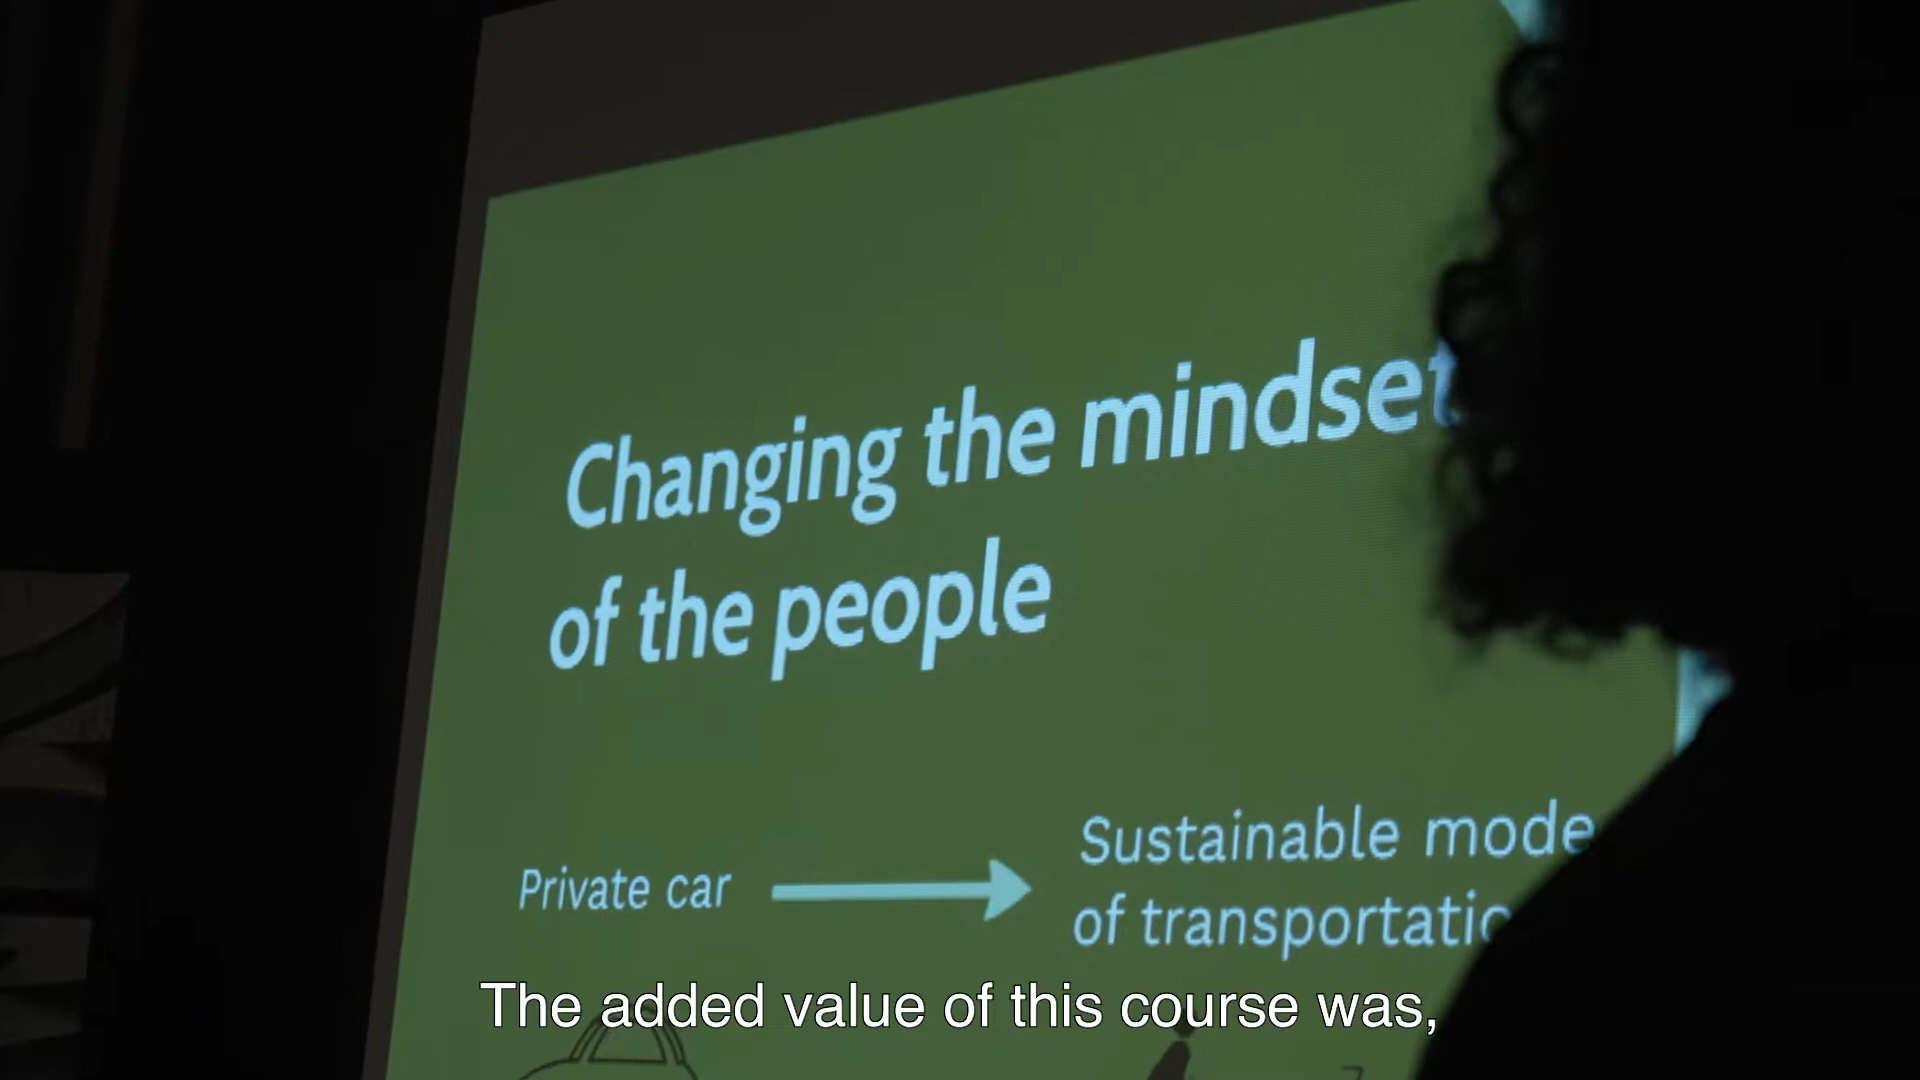 Changing the mindset
of the people
Private car
Sustainable mode
of transportatio
The added value of this course was,